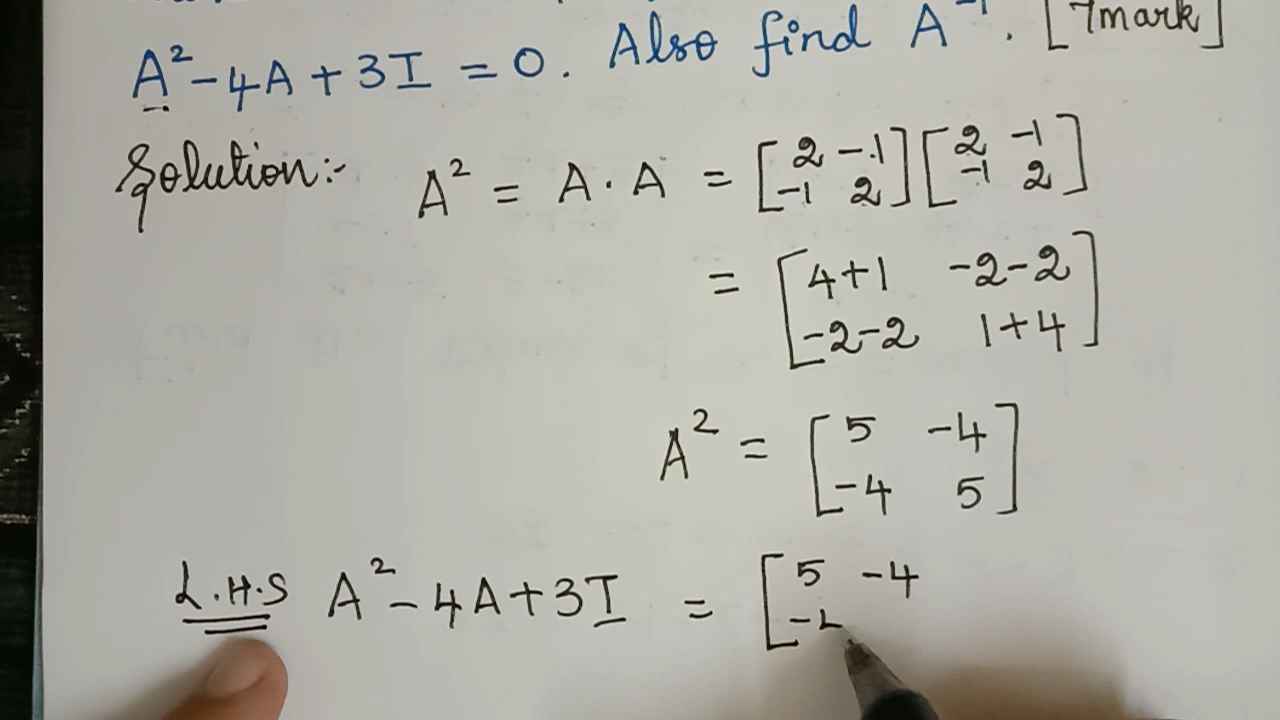 A² - 4A + 3I = 0. Also find A⁻¹. [7mark]
Solution:- A² = A . A = [2 -1 -1 2] [2 -1 -1 2]
= [4+1 -2-2 -2-2 1+4]
A² = [5 -4 -4 5]
L.H.S A² - 4A + 3I = [5 -4